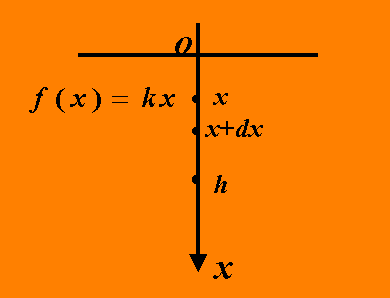 o
f (x) = kx x
x+dx
h
x